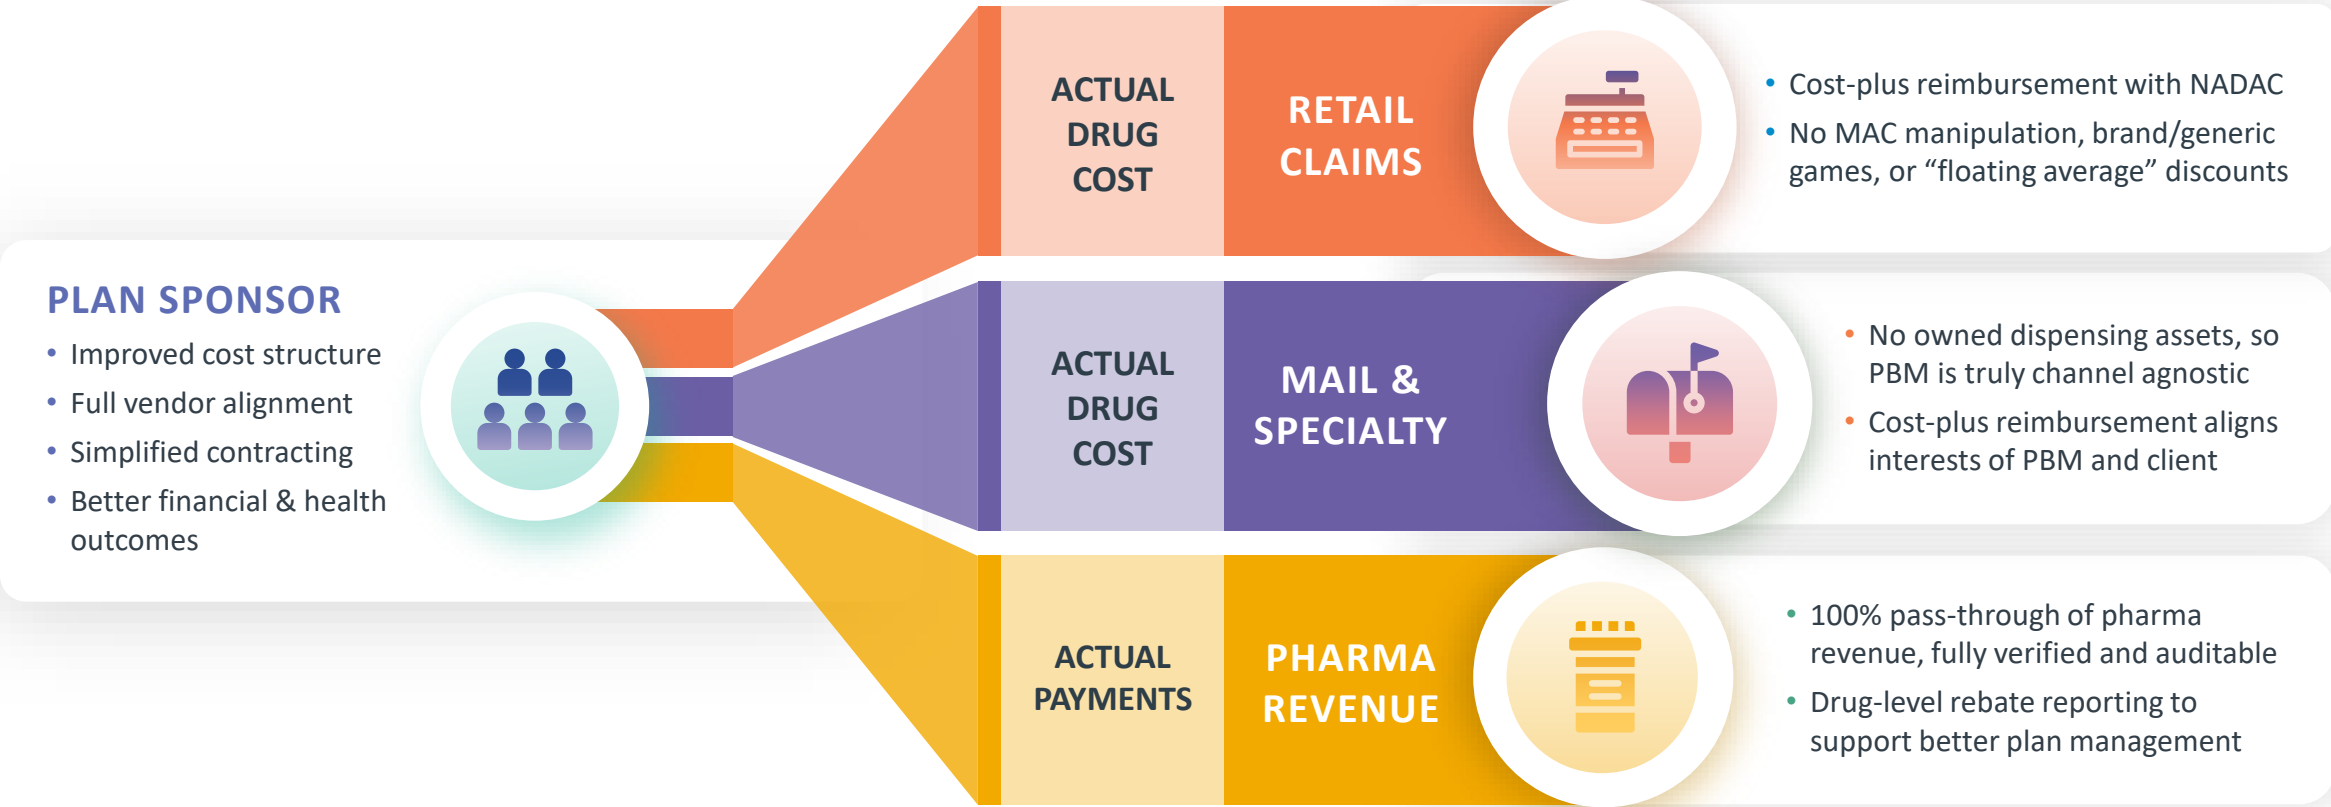 PLAN SPONSOR
• Improved cost structure
• Full vendor alignment
• Simplified contracting
• Better financial & health
outcomes
ACTUAL
DRUG
COST
RETAIL
CLAIMS
• Cost-plus reimbursement with NADAC
• No MAC manipulation, brand/generic
games, or “floating average” discounts
ACTUAL
DRUG
COST
MAIL &
SPECIALTY
• No owned dispensing assets, so
PBM is truly channel agnostic
• Cost-plus reimbursement aligns
interests of PBM and client
ACTUAL
PAYMENTS
PHARMA
REVENUE
• 100% pass-through of pharma
revenue, fully verified and auditable
• Drug-level rebate reporting to
support better plan management